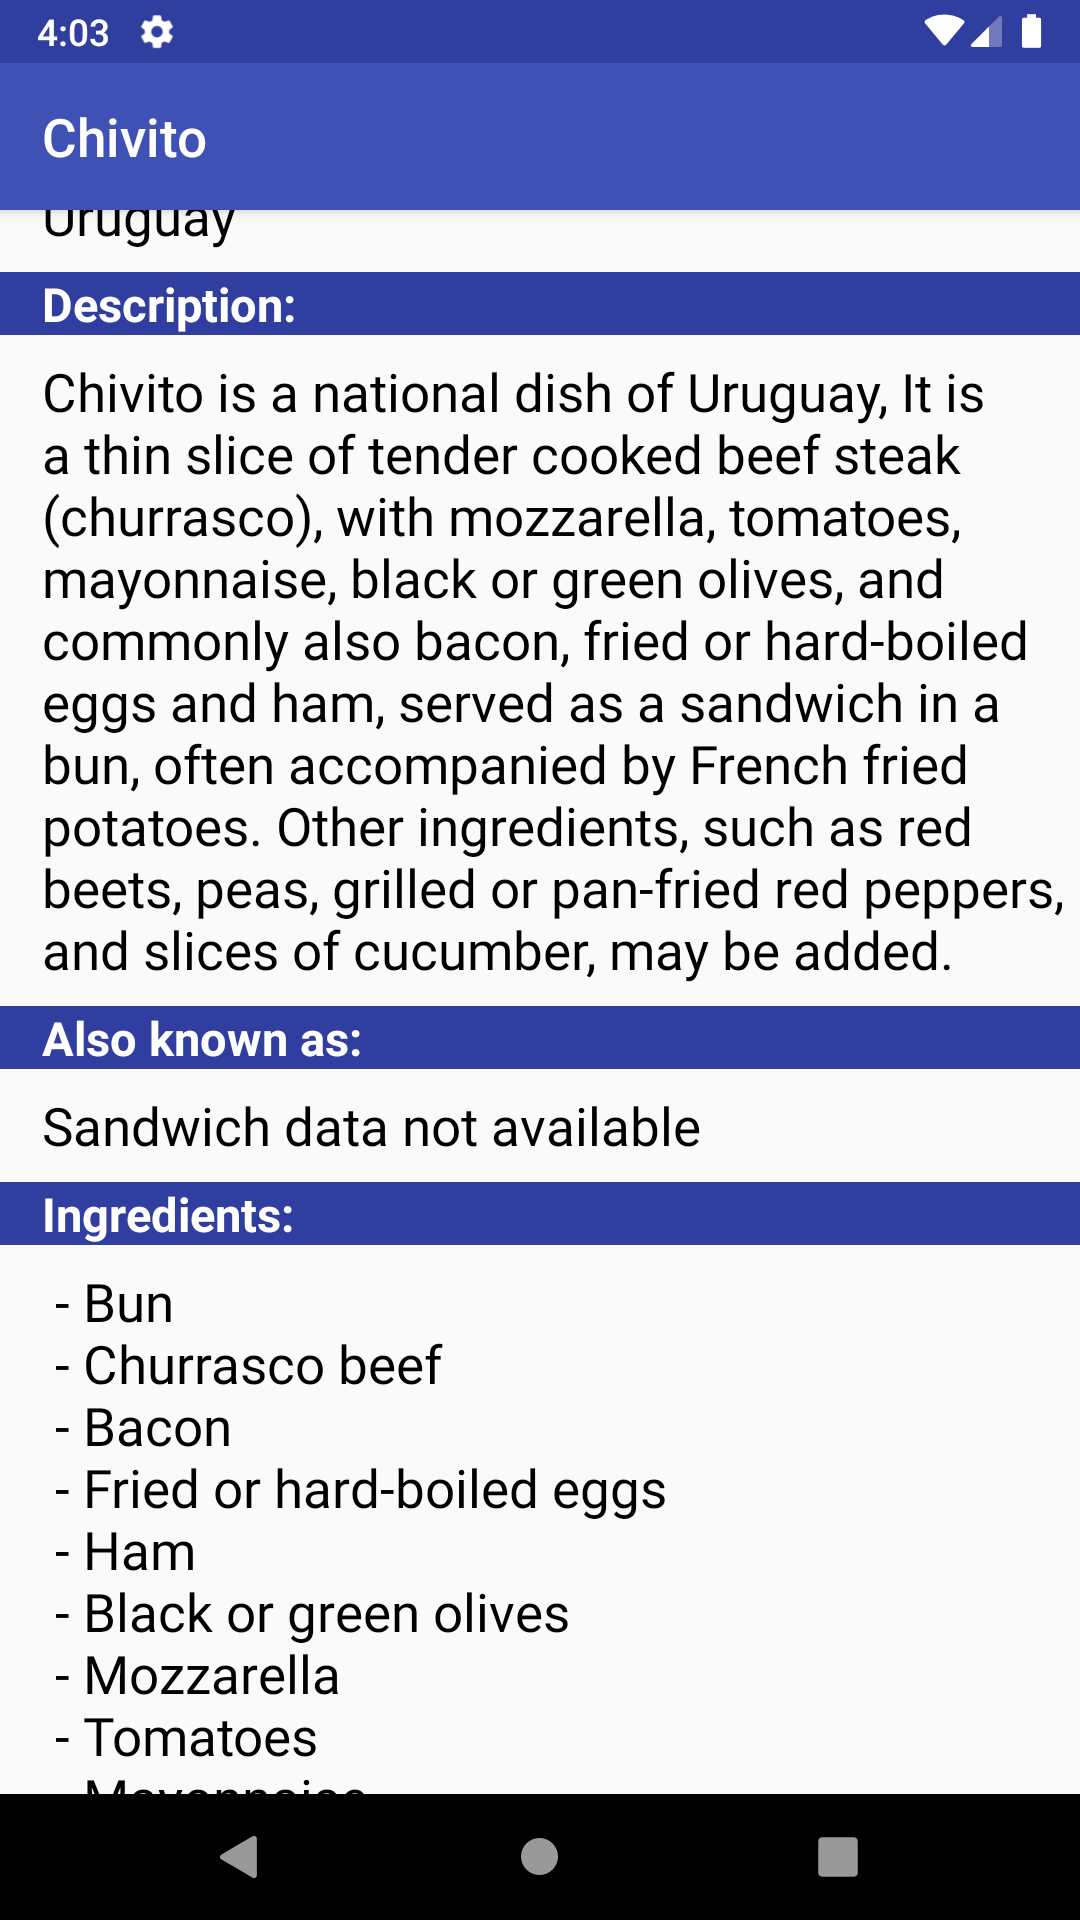 4:03
Chivito
Uruguay
Description:
Chivito is a national dish of Uruguay, It is
a thin slice of tender cooked beef steak
(churrasco), with mozzarella, tomatoes,
mayonnaise, black or green olives, and
commonly also bacon, fried or hard-boiled
eggs and ham, served as a sandwich in a
bun, often accompanied by French fried
potatoes. Other ingredients, such as red
beets, peas, grilled or pan-fried red peppers,
and slices of cucumber, may be added.
Also known as:
Sandwich data not available
Ingredients:
- Bun
- Churrasco beef
- Bacon
- Fried or hard-boiled eggs
- Ham
- Black or green olives
- Mozzarella
- Tomatoes
- Mayonnaise